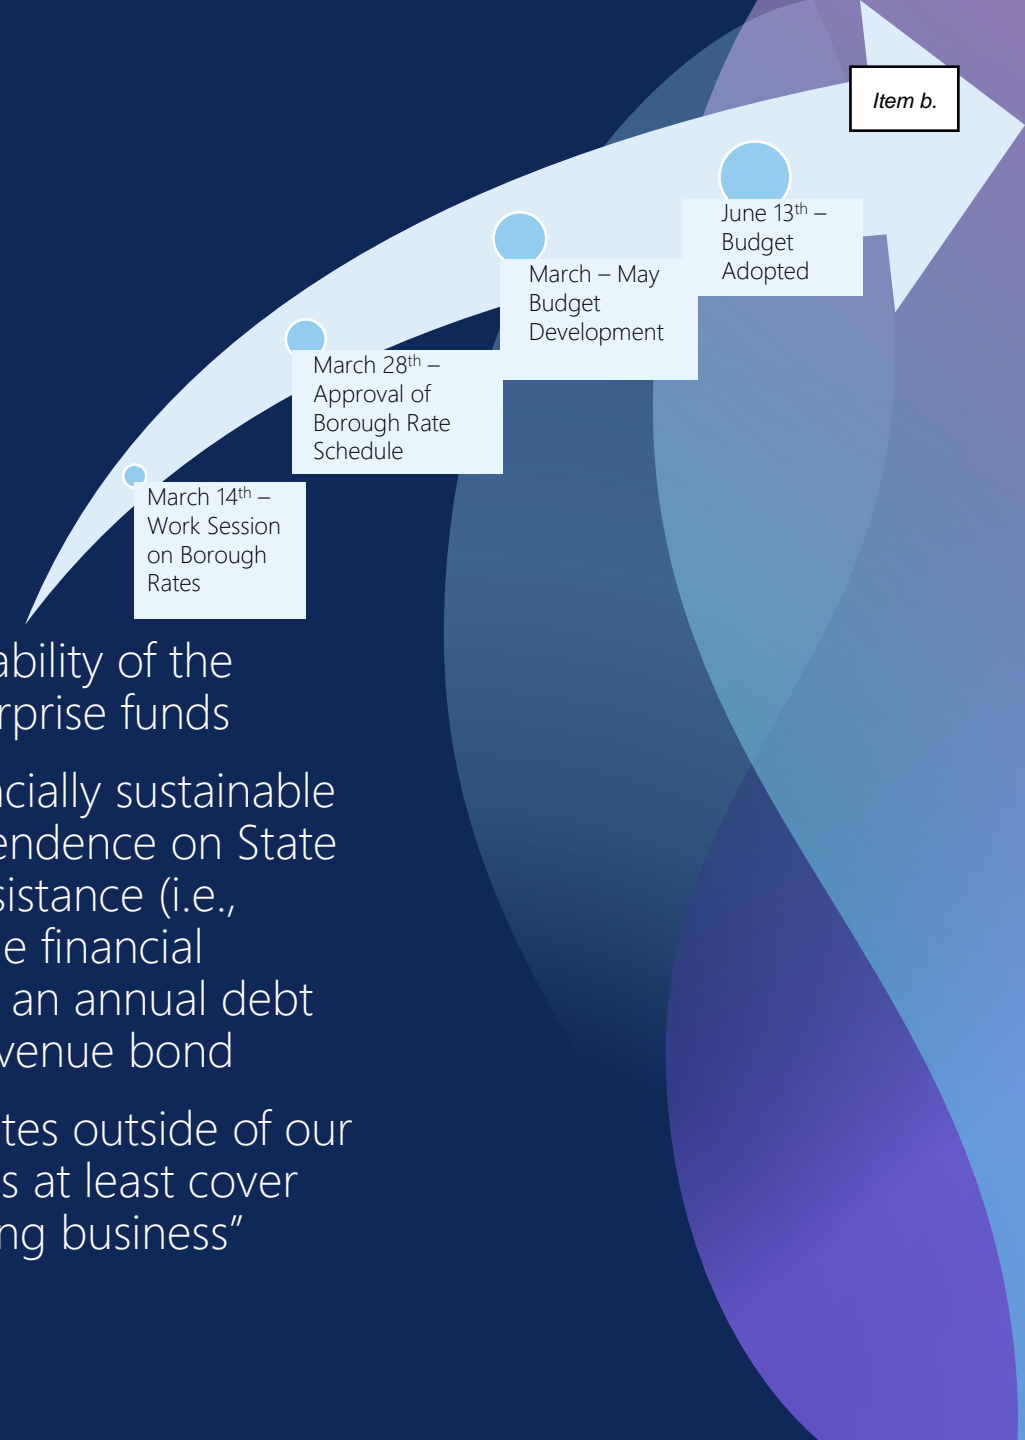 Item b.
June 13th –
Budget
Adopted
March – May
Budget
Development
March 28th –
Approval of
Borough Rate
Schedule
March 14th –
Work Session
on Borough
Rates
ability of the
rprise funds
ncially sustainable
endence on State
sistance (i.e.,
e financial
an annual debt
venue bond
tes outside of our
s at least cover
ng business”